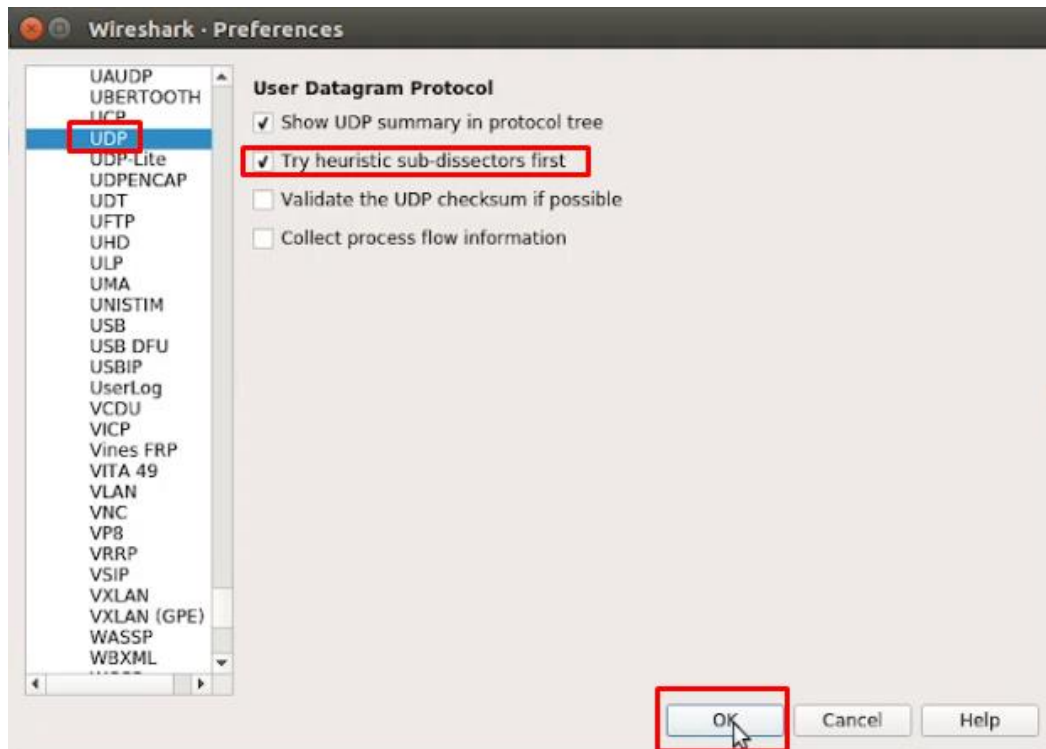 Wireshark · Preferences
UAUDP
UBERTOOTH
UCP
UDP
UDP-Lite
UDPENCAP
UDT
UFTP
UHD
ULP
UMA
UNISTIM
USB
USB DFU
USBIP
UserLog
VCDU
VICP
Vines FRP
VITA 49
VLAN
VNC
VP8
VRRP
VSIP
VXLAN
VXLAN (GPE)
WASSP
WBXML
User Datagram Protocol
Show UDP summary in protocol tree
Try heuristic sub-dissectors first
Validate the UDP checksum if possible
Collect process flow information
OK
Cancel
Help